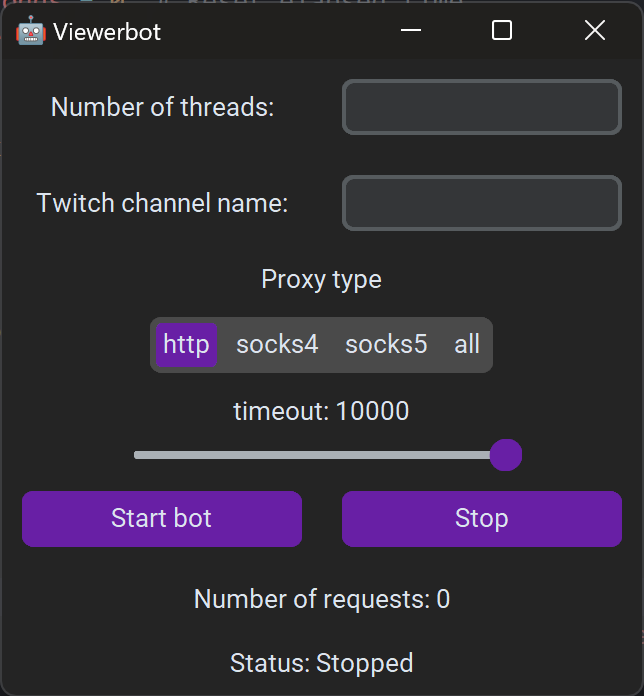 Viewerbot
Number of threads:
Twitch channel name:
Proxy type
http socks4 socks5 all
timeout: 10000
Start bot Stop
Number of requests: 0
Status: Stopped